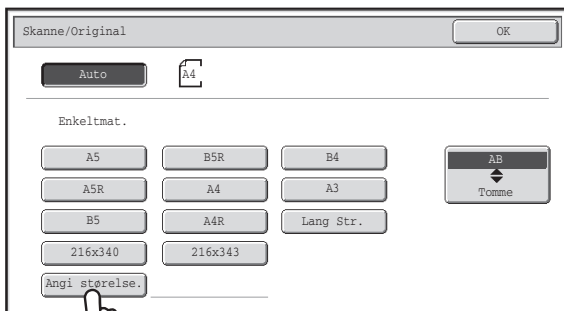 Skanne/Original OK
Auto A4
Enkeltmat.
A5 B5R B4 AB
A5R A4 A3 Tomme
B5 A4R Lang Str.
216x340 216x343
Angi størelse.